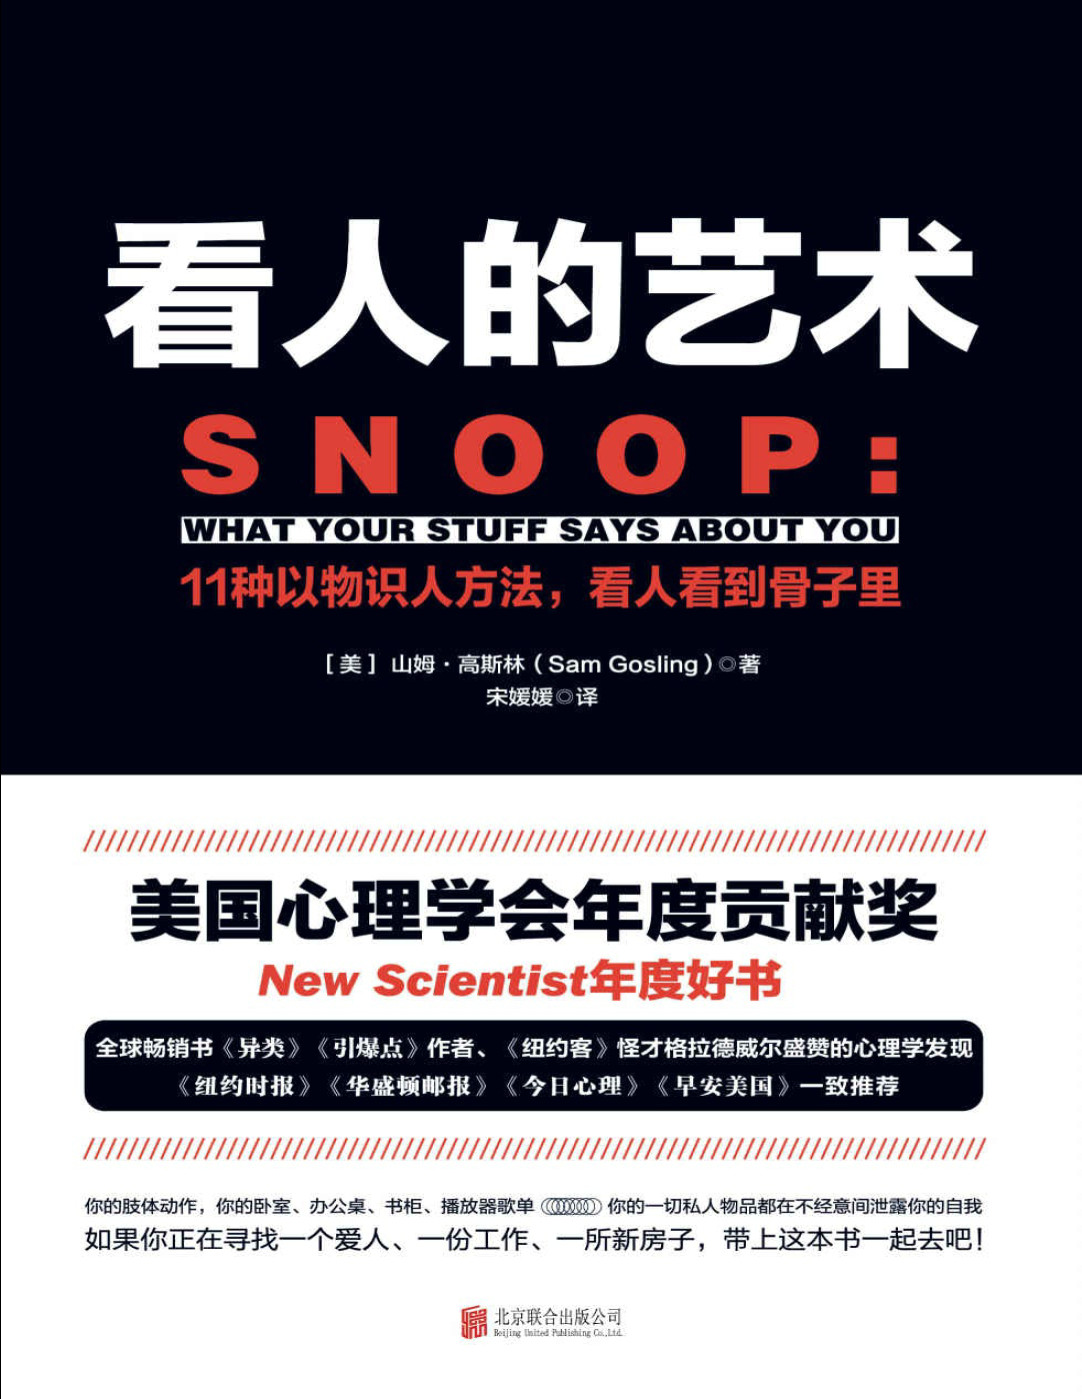 看人的艺术
SNOOP:
WHAT YOUR STUFF SAYS ABOUT YOU
11种以物识人方法，看人看到骨子里
［美］山姆·高斯林（Sam Gosling）◎著
宋媛媛◎译
美国心理学会年度贡献奖
New Scientist年度好书
全球畅销书《异类》《引爆点》作者、《纽约客》怪才格拉德威尔盛赞的心理学发现
《纽约时报》《华盛顿邮报》《今日心理》《早安美国》一致推荐
你的肢体动作，你的卧室、办公桌、书柜、播放器歌单 你的一切私人物品都在不经意间泄露你的自我
如果你正在寻找一个爱人、一份工作、一所新房子，带上这本书一起去吧！
北京联合出版公司
Beijing United Publishing Co.,Ltd.